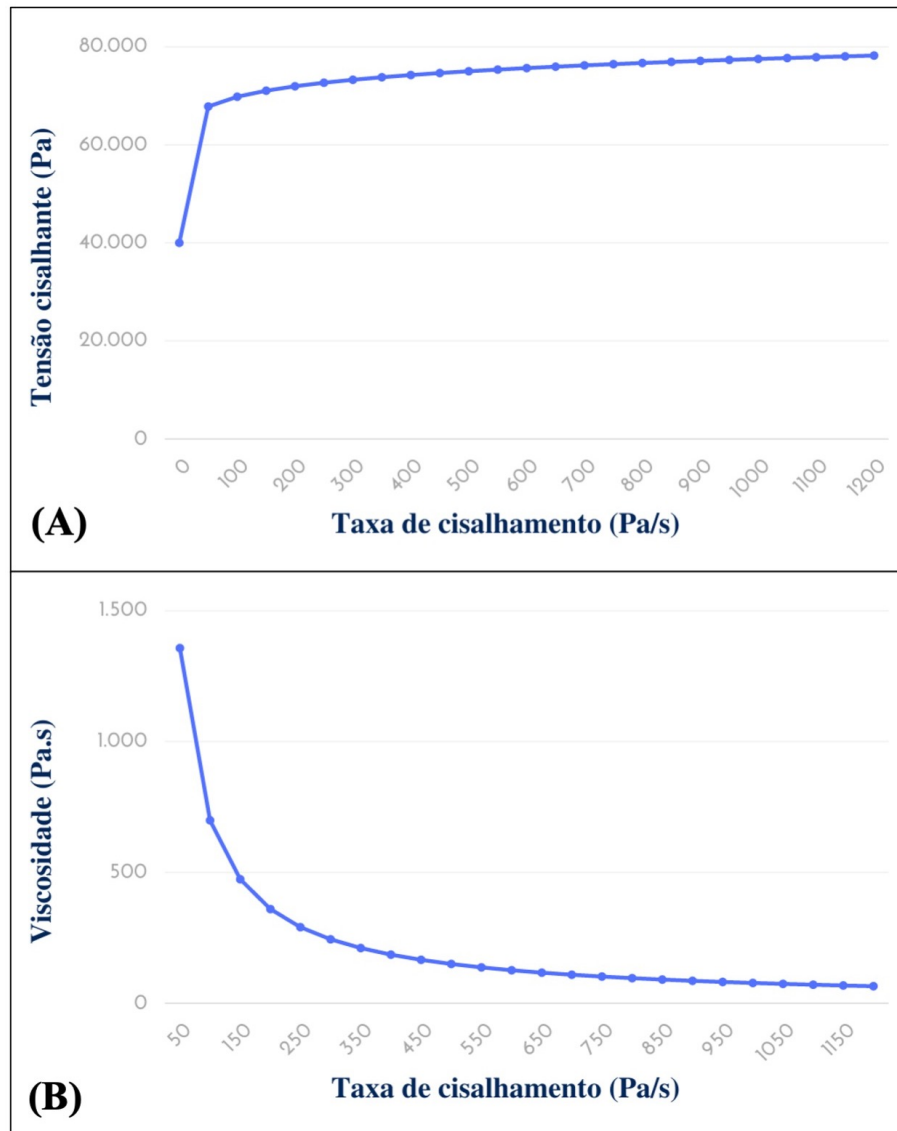 80.000
60.000
40.000
20.000
0
Tensão cisalhante (Pa)
0 100 200 300 400 500 600 700 800 900 1000 1100 1200
Taxa de cisalhamento (Pa/s)
(A)
1.500
1.000
500
0
Viscosidade (Pa.s)
50 150 250 350 450 550 650 750 850 950 1050 1150
Taxa de cisalhamento (Pa/s)
(B)